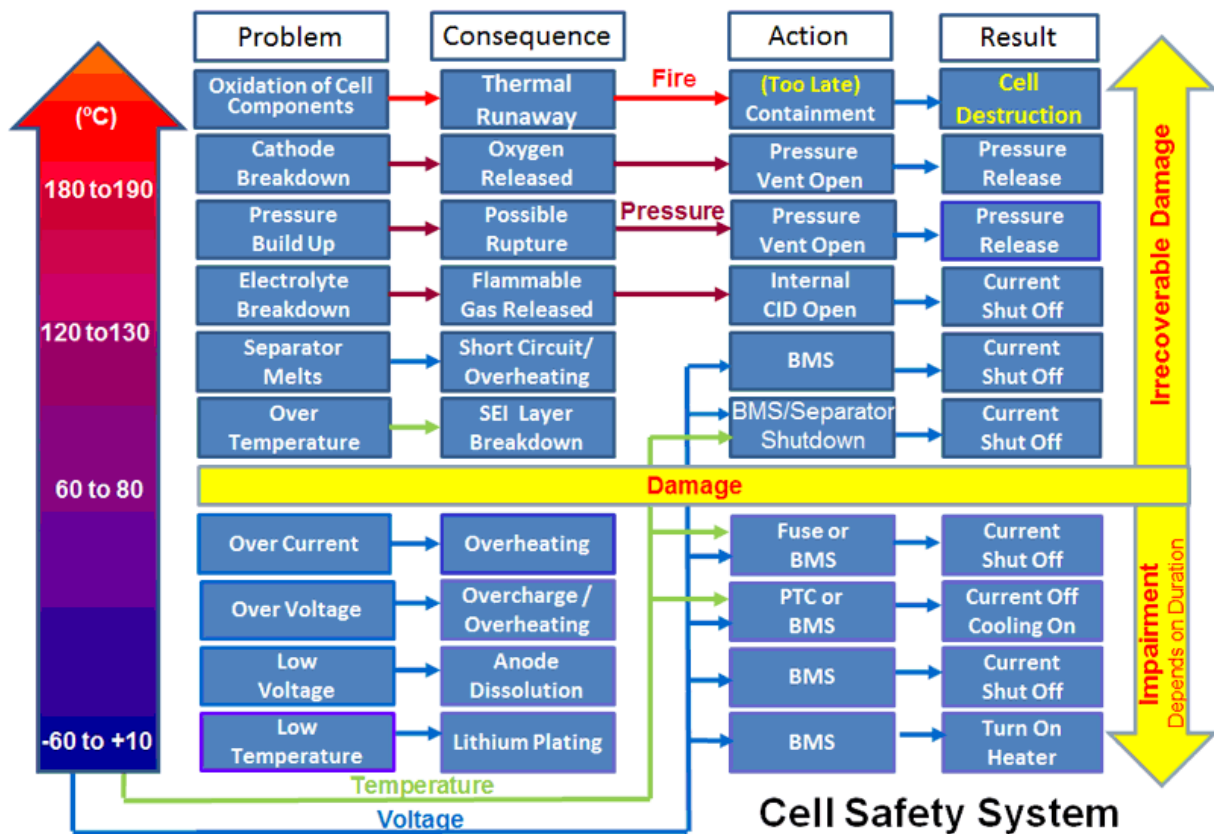 Problem
Consequence
Action
Result
(ºC)
Oxidation of Cell
Components
Thermal
Runaway
Fire
(Too Late)
Containment
Cell
Destruction
180 to190
Cathode
Breakdown
Oxygen
Released
Pressure
Vent Open
Pressure
Release
Pressure
Build Up
Possible
Rupture
Pressure
Pressure
Vent Open
Pressure
Release
120 to130
Electrolyte
Breakdown
Flammable
Gas Released
Internal
CID Open
Current
Shut Off
Separator
Melts
Short Circuit/
Overheating
BMS
Current
Shut Off
Over
Temperature
SEI Layer
Breakdown
BMS/Separator
Shutdown
Current
Shut Off
Irrecoverable Damage
60 to 80
Damage
Over Current
Overheating
Fuse or
BMS
Current
Shut Off
Over Voltage
Overcharge /
Overheating
PTC or
BMS
Current Off
Cooling On
Low
Voltage
Anode
Dissolution
BMS
Current
Shut Off
Impairment
Depends on Duration
-60 to +10
Low
Temperature
Lithium Plating
BMS
Turn On
Heater
Temperature
Voltage
Cell Safety System